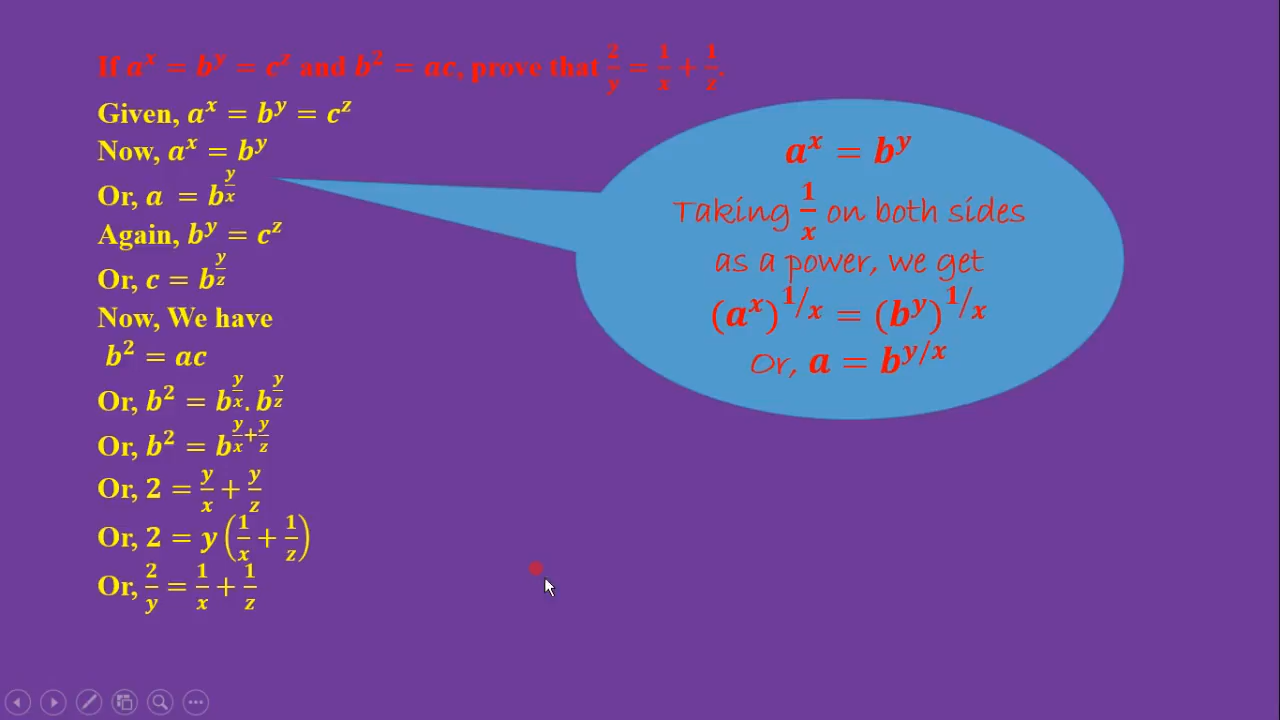 If aˣ = bʸ = cᶻ and b² = ac, prove that 2/y = 1/x + 1/z.
Given, aˣ = bʸ = cᶻ
Now, aˣ = bʸ
Or, a = b^(y/x)
Again, bʸ = cᶻ
Or, c = b^(y/z)
Now, We have
b² = ac
Or, b² = b^(y/x) . b^(y/z)
Or, b² = b^(y/x + y/z)
Or, 2 = y/x + y/z
Or, 2 = y(1/x + 1/z)
Or, 2/y = 1/x + 1/z
aˣ = bʸ
Taking 1/x on both sides
as a power, we get
(aˣ)^(1/x) = (bʸ)^(1/x)
Or, a = b^(y/x)